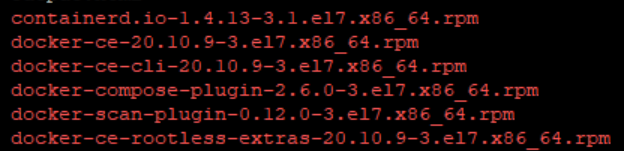 containerd.io-1.4.13-3.1.el7.x86_64.rpm
docker-ce-20.10.9-3.el7.x86_64.rpm
docker-ce-cli-20.10.9-3.el7.x86_64.rpm
docker-compose-plugin-2.6.0-3.el7.x86_64.rpm
docker-scan-plugin-0.12.0-3.el7.x86_64.rpm
docker-ce-rootless-extras-20.10.9-3.el7.x86_64.rpm